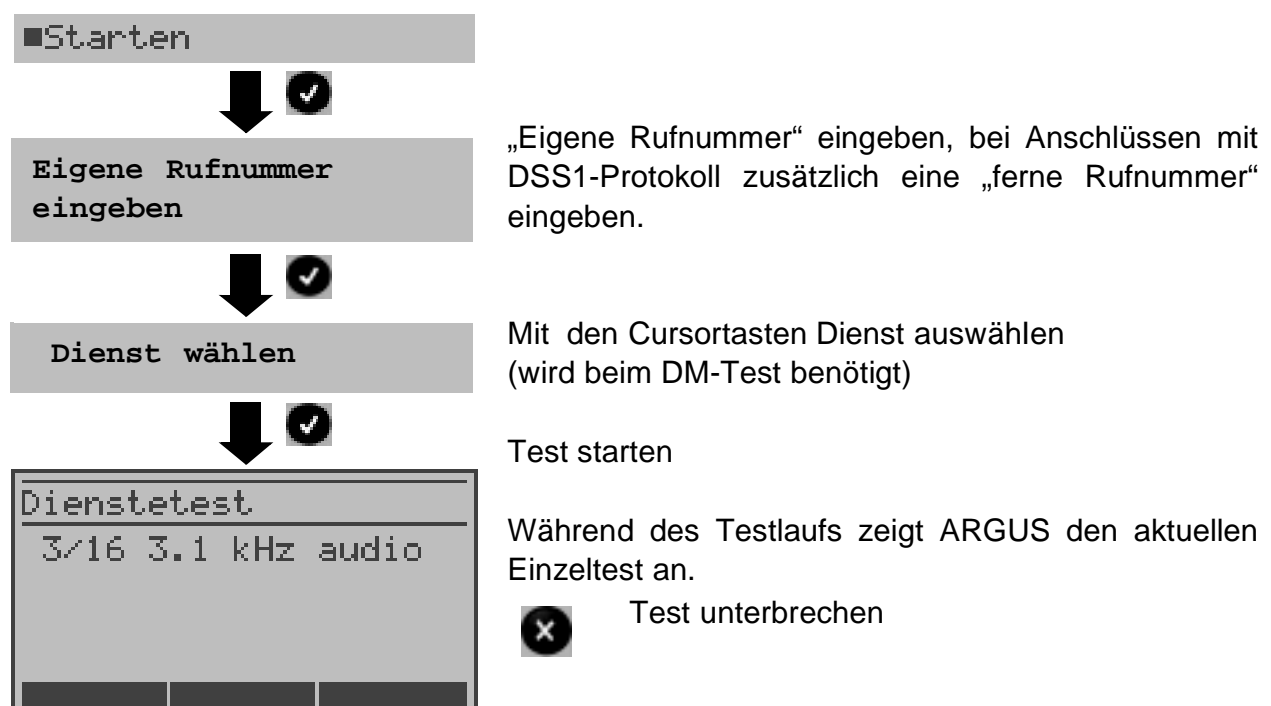 ■Starten
Eigene Rufnummer
eingeben
„Eigene Rufnummer“ eingeben, bei Anschlüssen mit
DSS1-Protokoll zusätzlich eine „ferne Rufnummer“
eingeben.
Dienst wählen
Mit den Cursortasten Dienst auswählen
(wird beim DM-Test benötigt)
Test starten
Dienstetest
3/16 3.1 kHz audio
Während des Testlaufs zeigt ARGUS den aktuellen
Einzeltest an.
Test unterbrechen